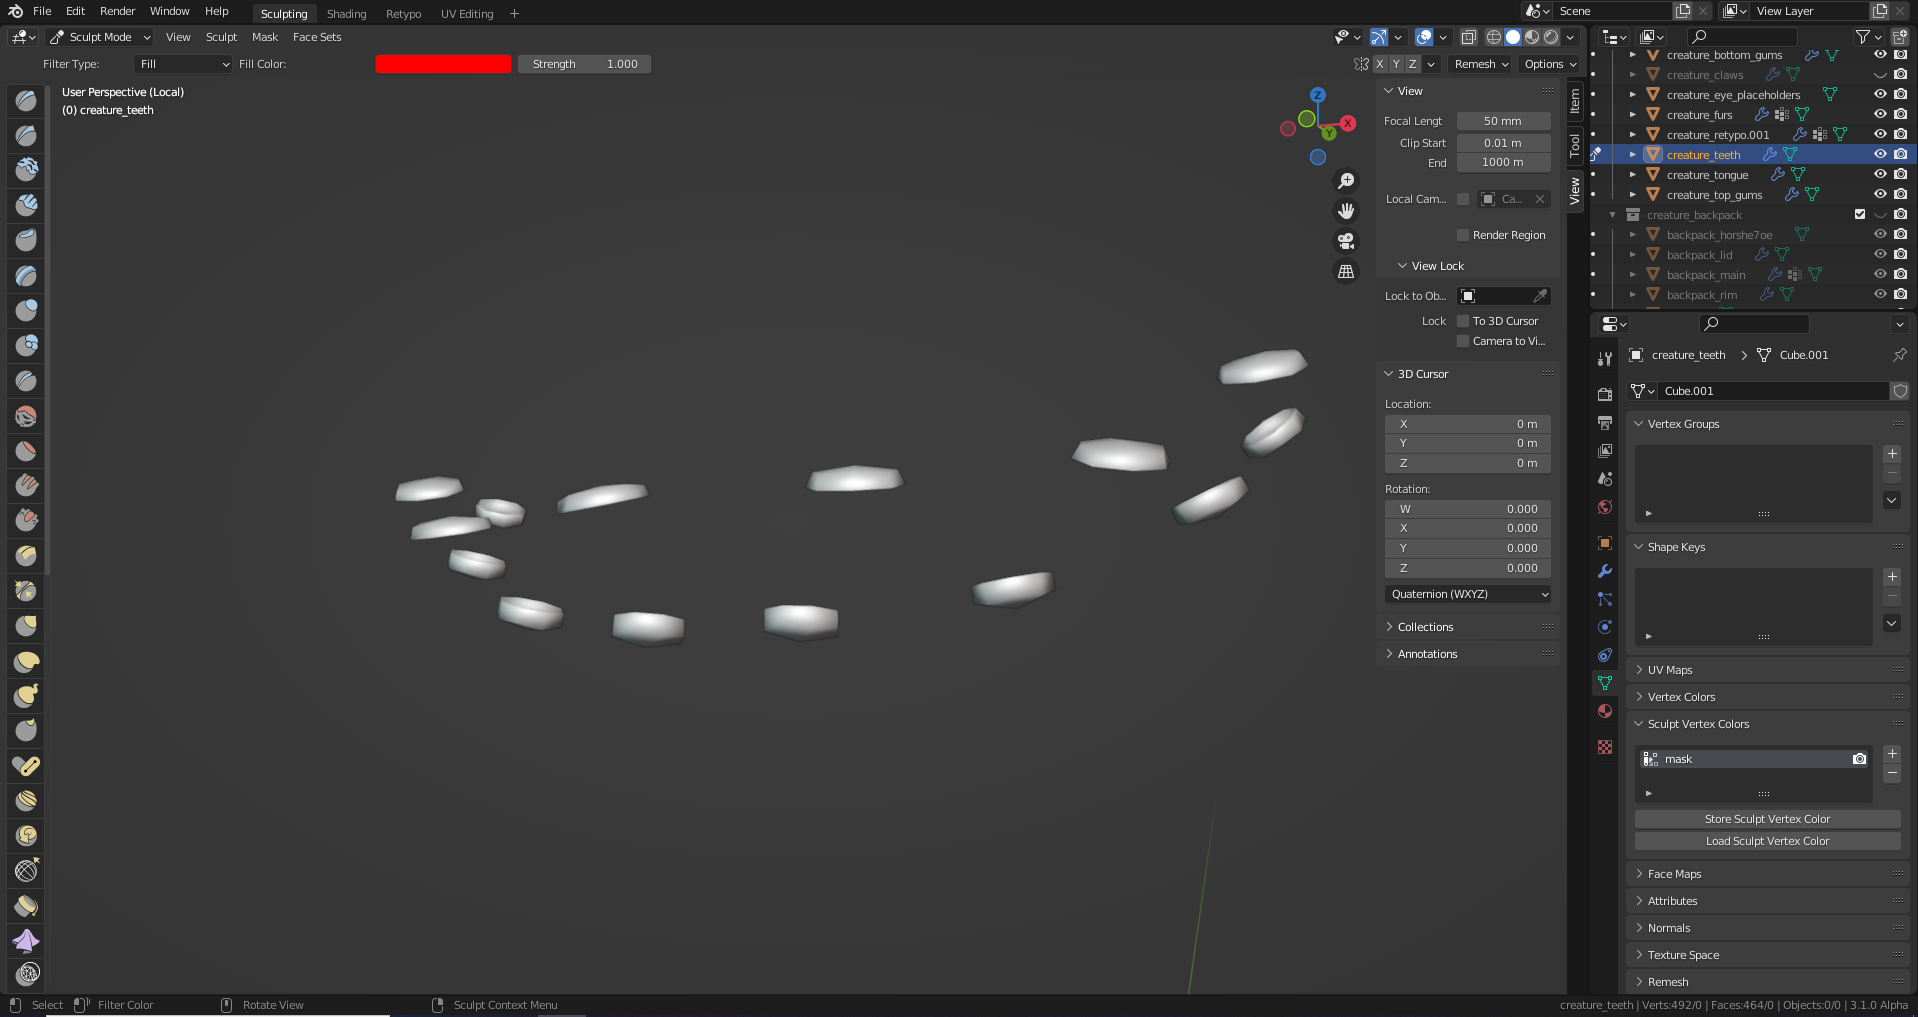 File Edit Render Window Help Sculpting Shading Retypo UV Editing + Scene View Layer
Sculpt Mode View Sculpt Mask Face Sets
Filter Type: Fill Fill Color: Strength 1.000 X Y Z Remesh Options
User Perspective (Local)
(0) creature_teeth
Z
X
Y
View
Focal Lengt 50 mm
Clip Start 0.01 m
End 1000 m
Local Cam... Ca...
Render Region
View Lock
Lock to Ob...
Lock To 3D Cursor
Camera to Vi...
3D Cursor
Location:
X 0 m
Y 0 m
Z 0 m
Rotation:
W 0.000
X 0.000
Y 0.000
Z 0.000
Quaternion (WXYZ)
Collections
Annotations
Item
Tool
View
creature_bottom_gums
creature_claws
creature_eye_placeholders
creature_furs
creature_retypo.001
creature_teeth
creature_tongue
creature_top_gums
creature_backpack
backpack_horshe7oe
backpack_lid
backpack_main
backpack_rim
creature_teeth > Cube.001
Cube.001
Vertex Groups
Shape Keys
UV Maps
Vertex Colors
Sculpt Vertex Colors
mask
Store Sculpt Vertex Color
Load Sculpt Vertex Color
Face Maps
Attributes
Normals
Texture Space
Remesh
Select Filter Color Rotate View Sculpt Context Menu creature_teeth | Verts:492/0 | Faces:464/0 | Objects:0/0 | 3.1.0 Alpha